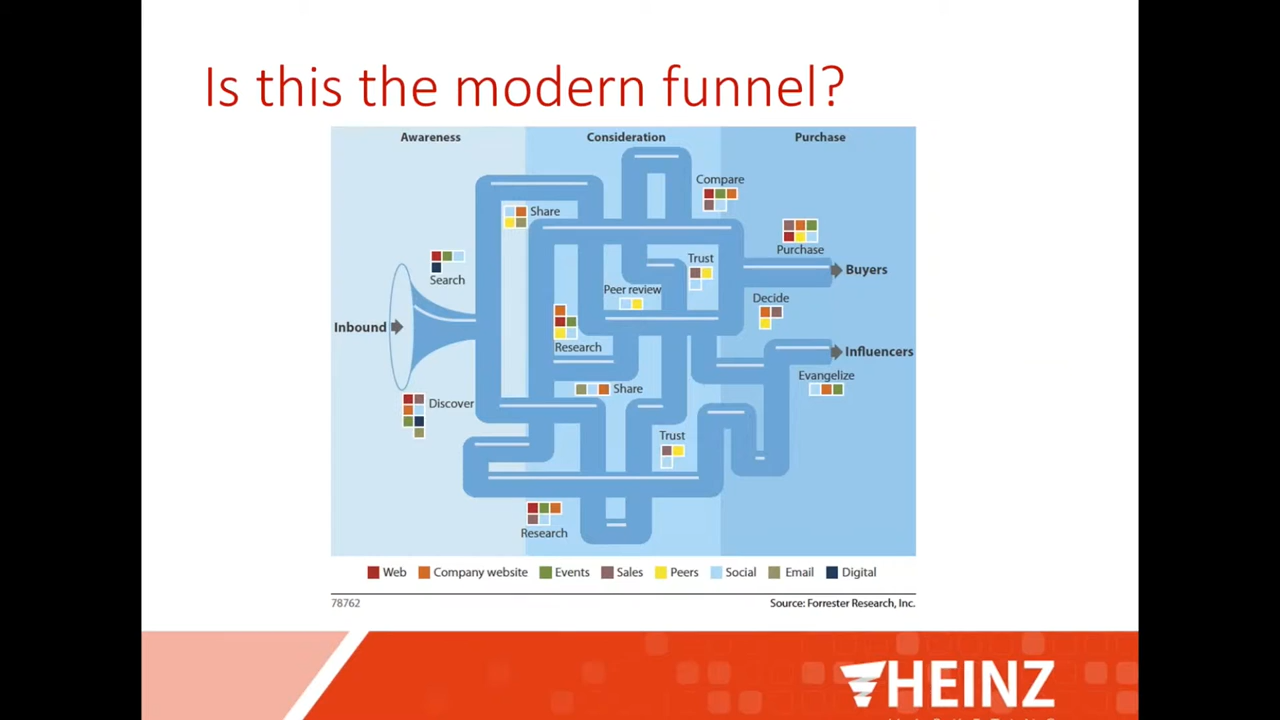 Is this the modern funnel?
Awareness
Consideration
Purchase
Compare
Share
Purchase
Search
Trust
Buyers
Peer review
Decide
Inbound
Research
Influencers
Evangelize
Share
Discover
Trust
Research
Web
Company website
Events
Sales
Peers
Social
Email
Digital
78762
Source: Forrester Research, Inc.
HEINZ